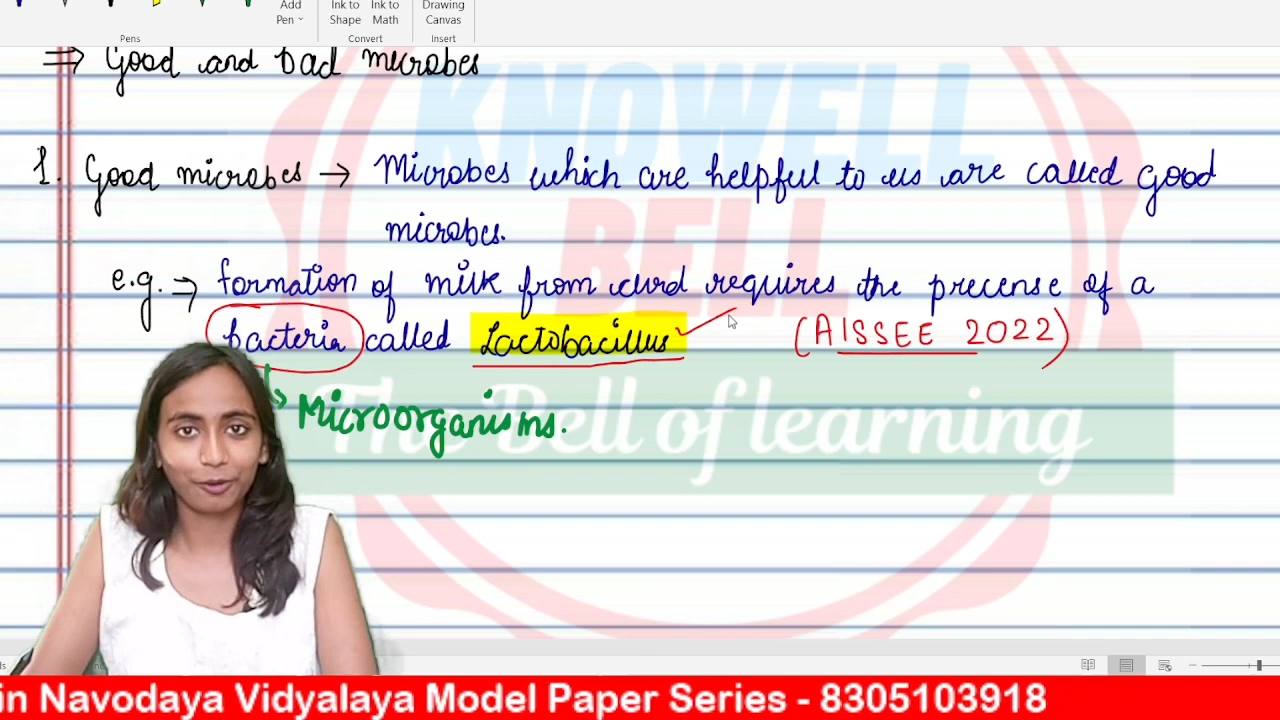 Add
Pen
Ink to
Shape
Ink to
Math
Drawing
Canvas
Pens
Convert
Insert
⇒ Good and bad microbes
KNOWELL
BELL
1. Good microbes → Microbes which are helpful to us are called good
microbes.
e.g. ⇒ formation of milk from curd requires the precense of a
bacteria called Lactobacillus (AISSEE 2022)
Microorganisms.
The Bell of learning
in Navodaya Vidyalaya Model Paper Series - 8305103918